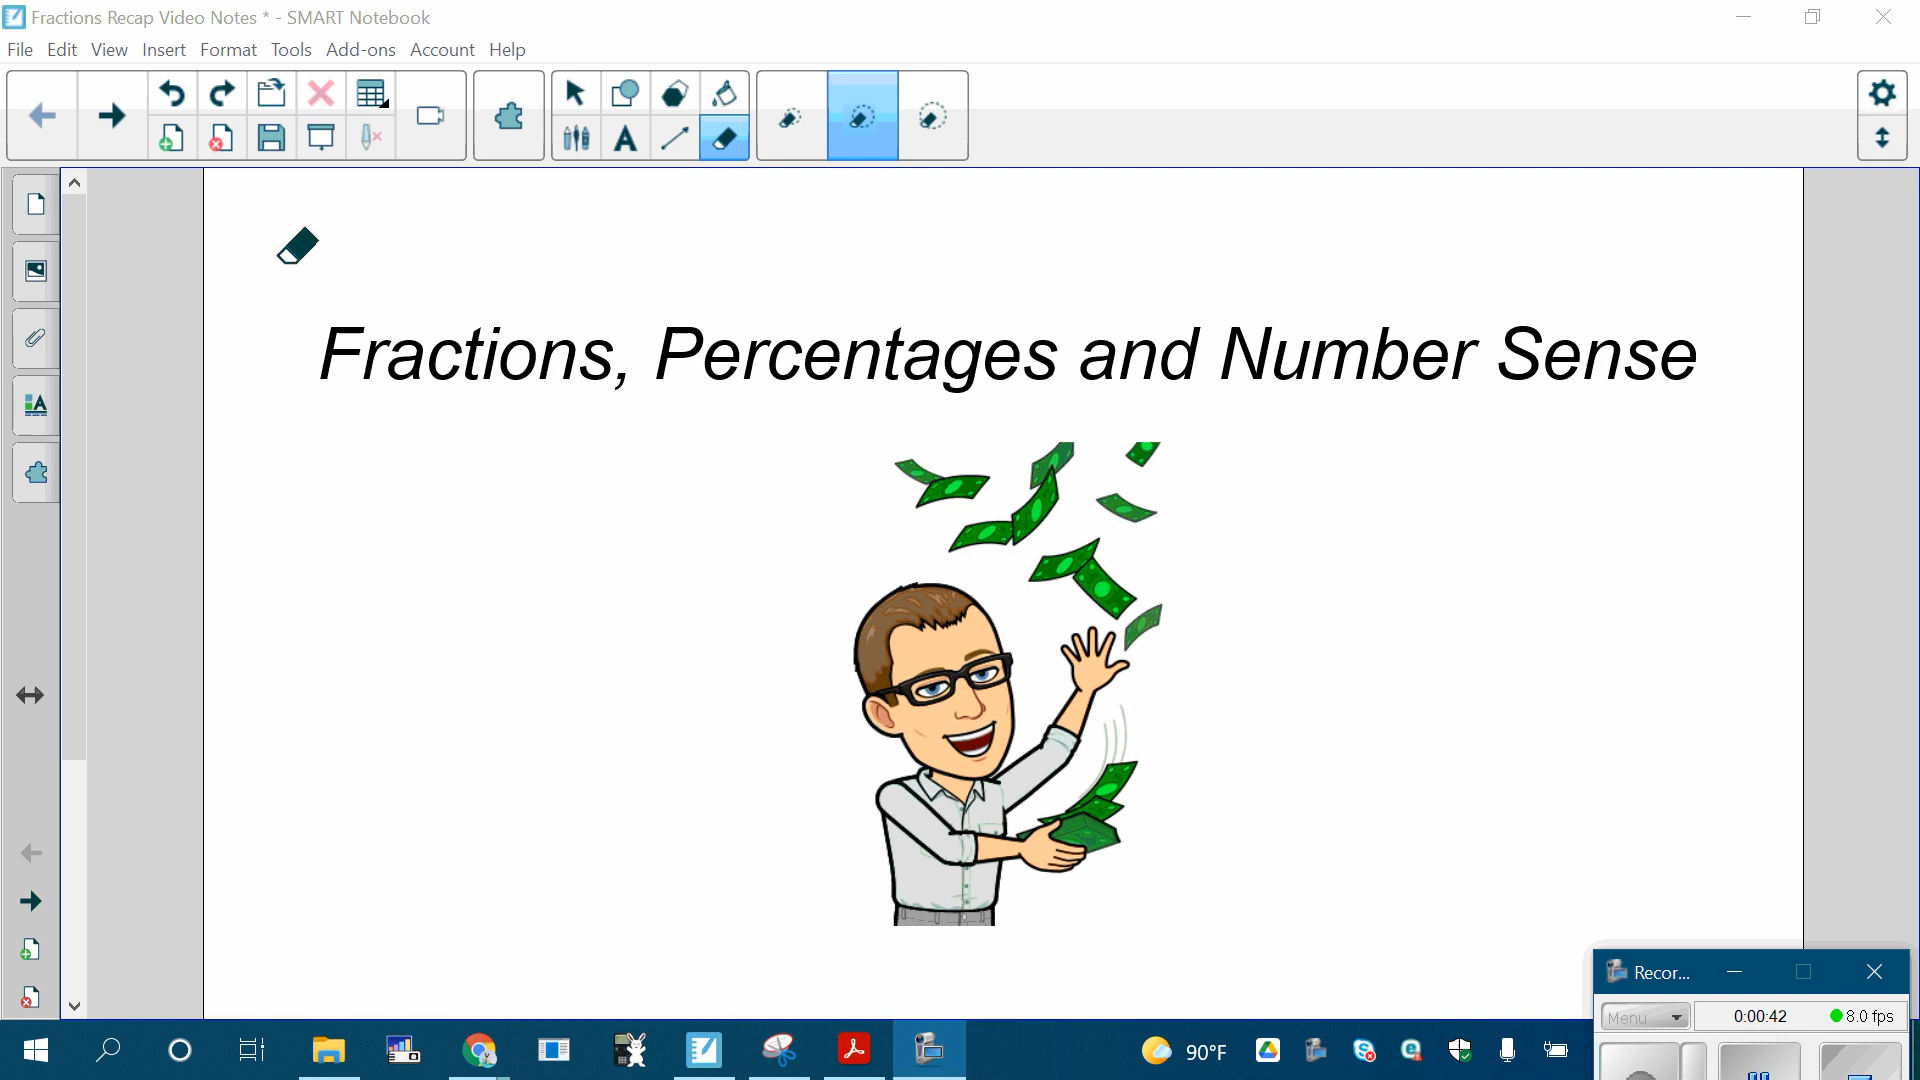 Fractions Recap Video Notes * - SMART Notebook
File Edit View Insert Format Tools Add-ons Account Help
Fractions, Percentages and Number Sense
Recor...
Menu 0:00:42 8.0 fps
90°F